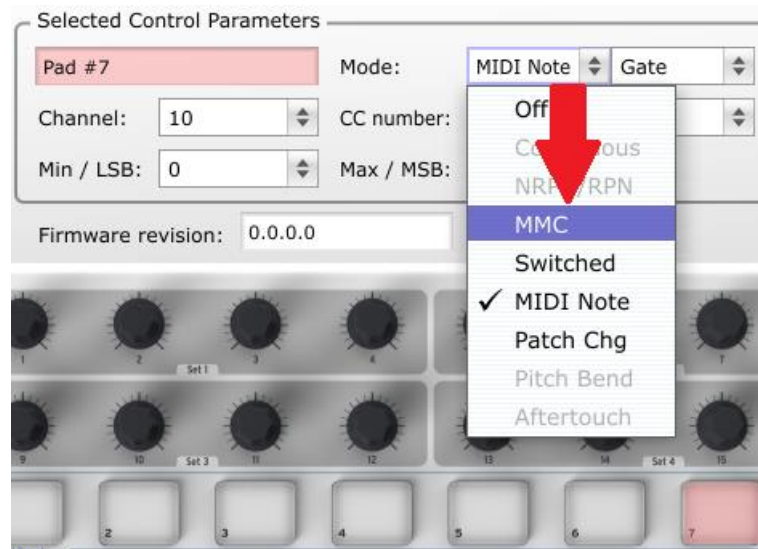 Selected Control Parameters
Pad #7
Mode:
MIDI Note
Gate
Channel:
10
CC number:
Min / LSB:
0
Max / MSB:
Off
MMC
Switched
✓ MIDI Note
Patch Chg
Pitch Bend
Aftertouch
Firmware revision:
0.0.0.0
1
2
3
4
7
Set 1
9
10
11
12
13
14
15
Set 3
Set 4
2
3
4
5
6
7